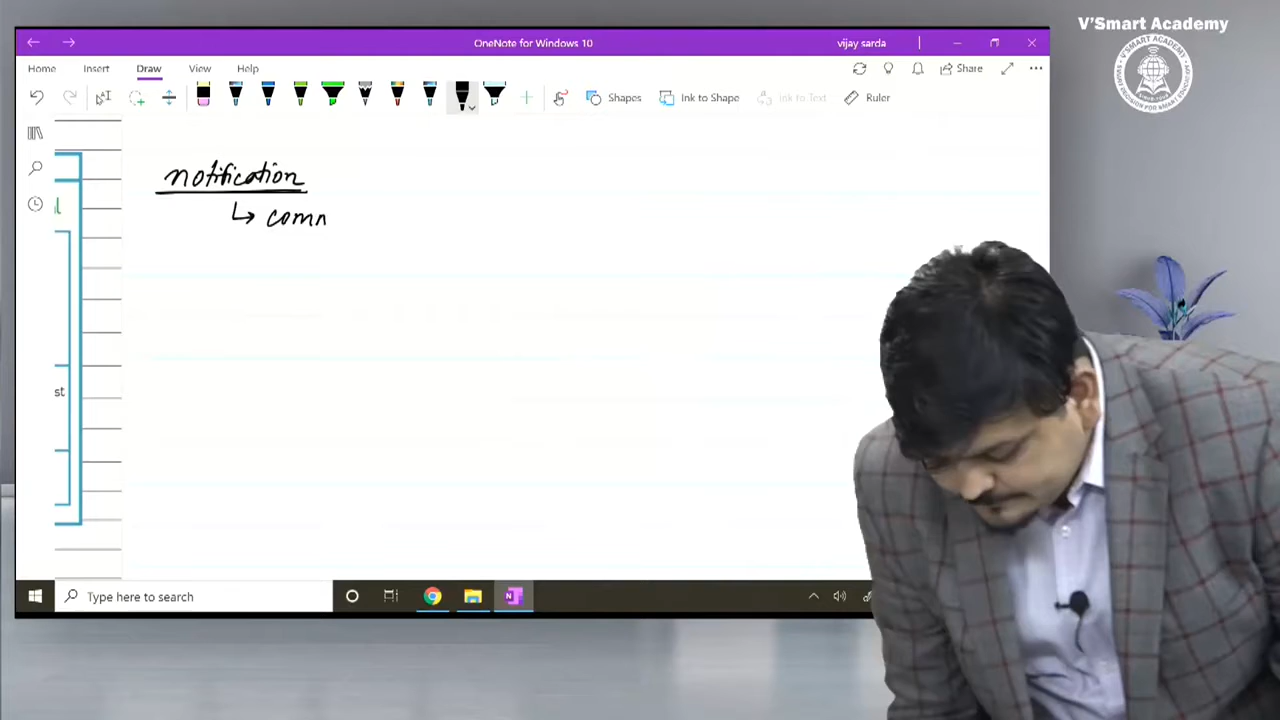 V'Smart Academy
OneNote for Windows 10
vijay sarda
Home Insert Draw View Help
Share
Shapes Ink to Shape Ink to Text Ruler
notification
↳ comn
l
st
Type here to search